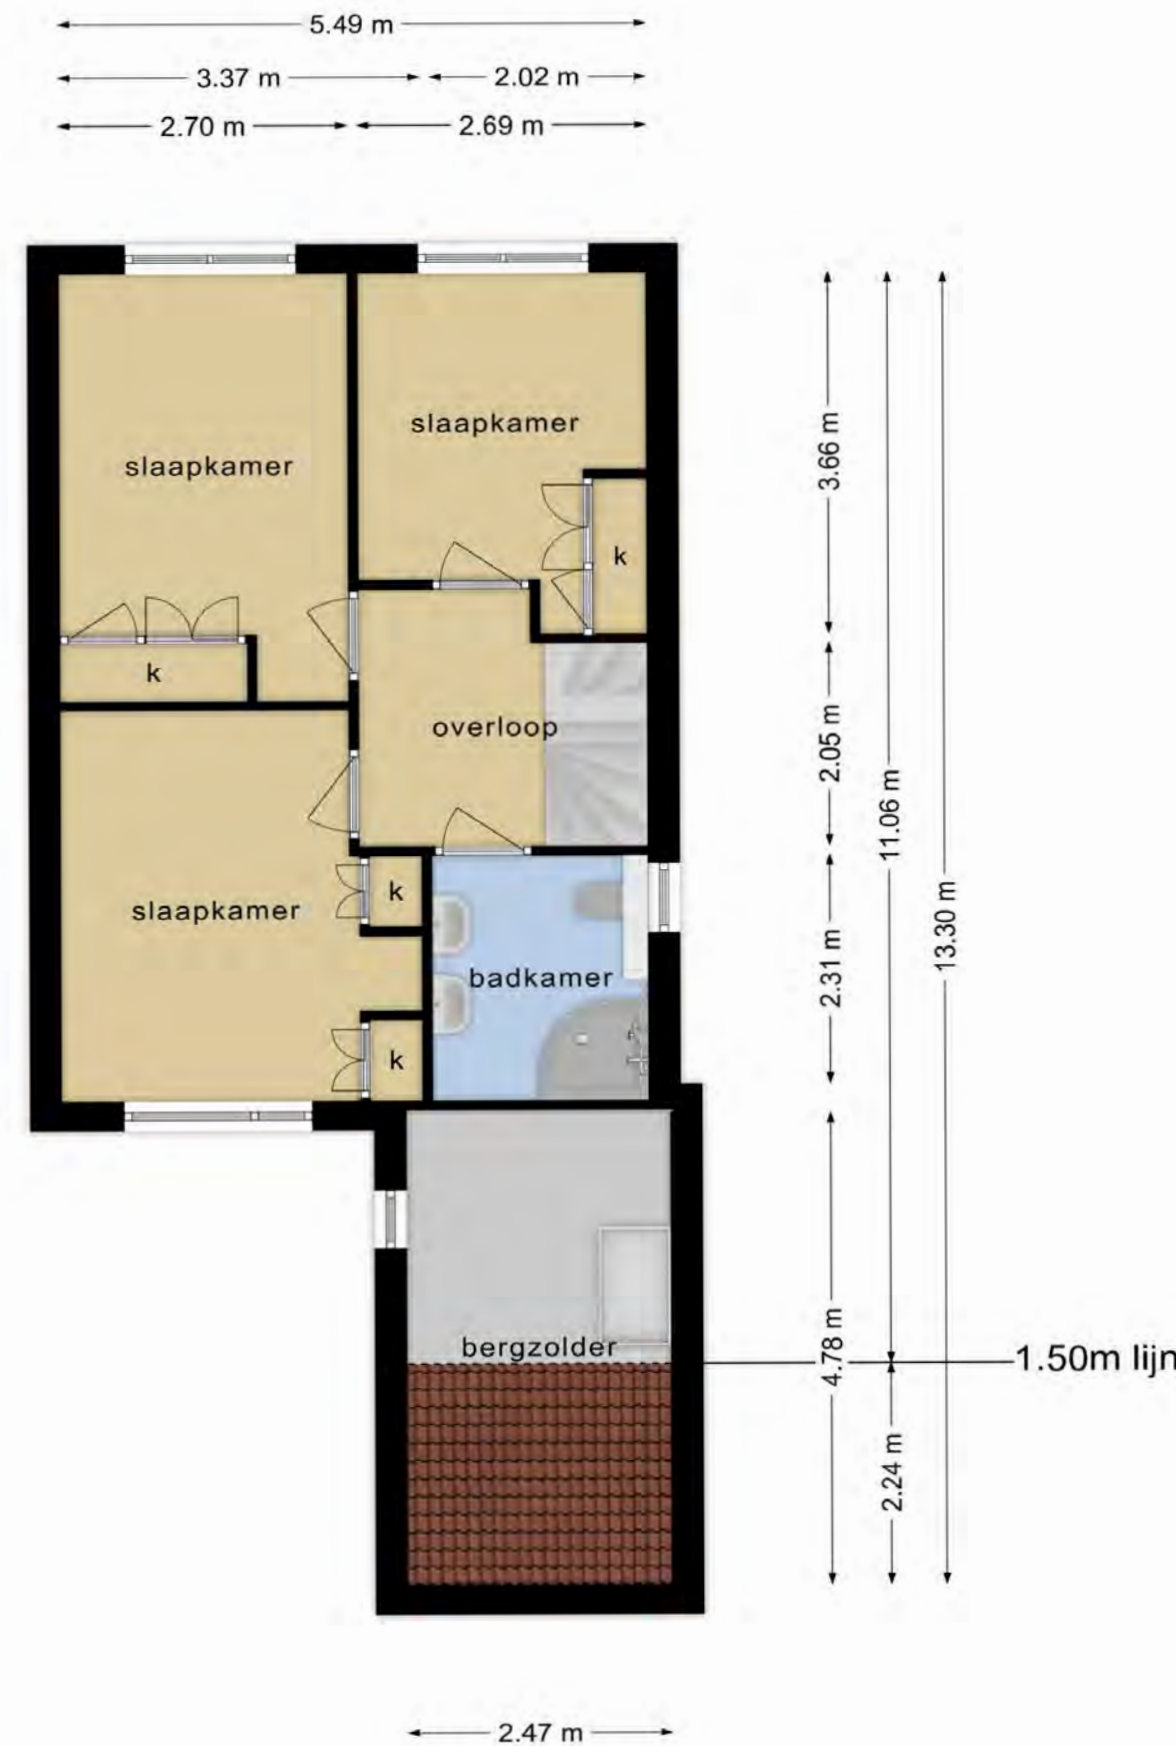 5.49 m
3.37 m
2.02 m
2.70 m
2.69 m
slaapkamer
slaapkamer
3.66 m
k
k
overloop
2.05 m
11.06 m
slaapkamer
k
badkamer
2.31 m
13.30 m
k
bergzolder
4.78 m
1.50m lijn
2.24 m
2.47 m